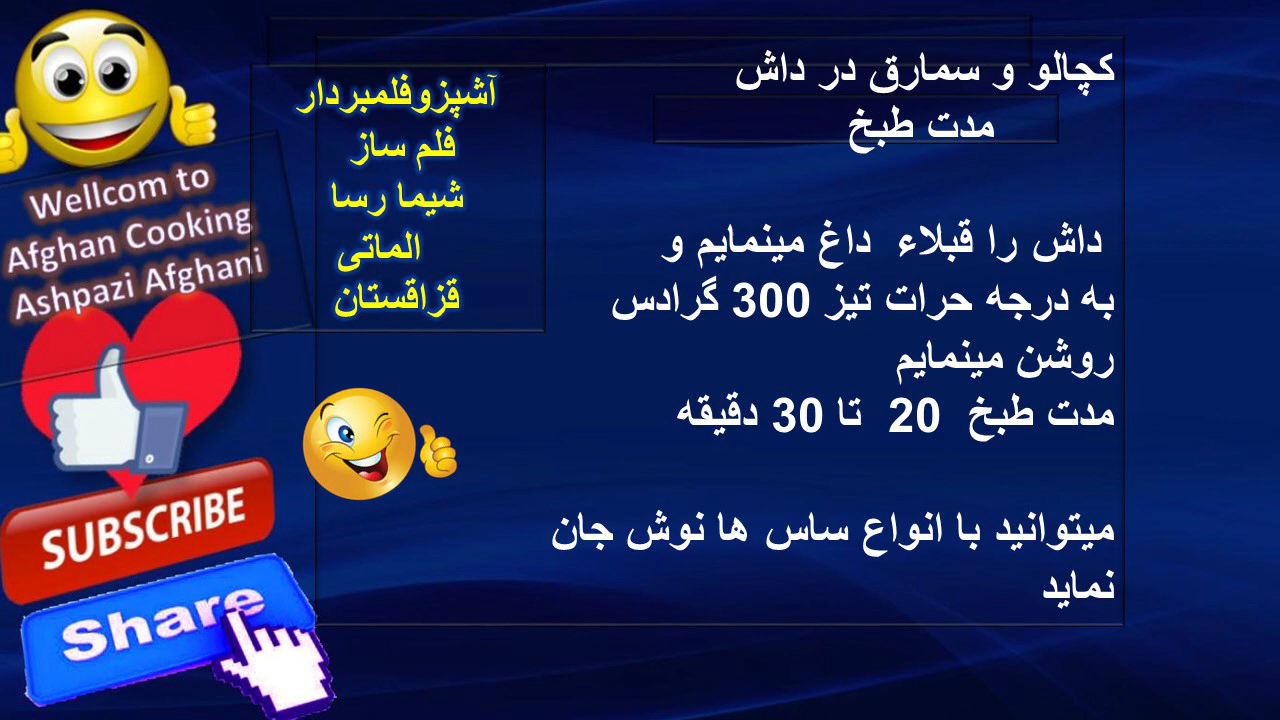 کچالو و سمارق در داش
مدت طبخ
داش را قبلاء داغ مینمایم و
به درجه حرات تیز 300 گرادس
روشن مینمایم
مدت طبخ 20 تا 30 دقیقه
میتوانید با انواع ساس ها نوش جان
نماید
آشپزوفلمبردار
فلم ساز
شیما رسا
الماتی
قزاقستان
Wellcom to
Afghan Cooking
Ashpazi Afghani
SUBSCRIBE
Share